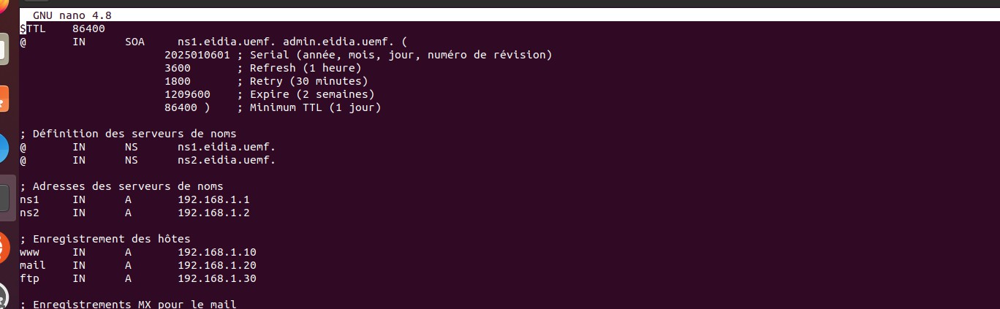 GNU nano 4.8
$TTL    86400
@       IN      SOA     ns1.eidia.uemf. admin.eidia.uemf. (
                      2025010601 ; Serial (année, mois, jour, numéro de révision)
                      3600       ; Refresh (1 heure)
                      1800       ; Retry (30 minutes)
                      1209600    ; Expire (2 semaines)
                      86400 )    ; Minimum TTL (1 jour)
; Définition des serveurs de noms
@       IN      NS      ns1.eidia.uemf.
@       IN      NS      ns2.eidia.uemf.
; Adresses des serveurs de noms
ns1     IN      A       192.168.1.1
ns2     IN      A       192.168.1.2
; Enregistrement des hôtes
www     IN      A       192.168.1.10
mail    IN      A       192.168.1.20
ftp     IN      A       192.168.1.30
; Enregistrements MX pour le mail